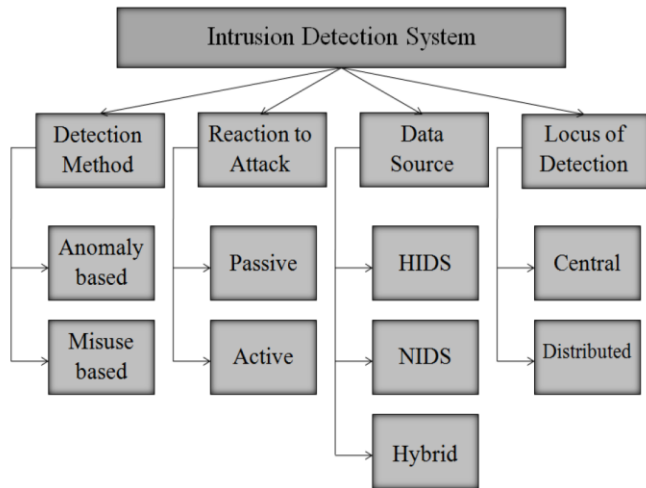 Intrusion Detection System
Detection
Method
Reaction to
Attack
Data
Source
Locus of
Detection
Anomaly
based
Passive
HIDS
Central
Misuse
based
Active
NIDS
Distributed
Hybrid